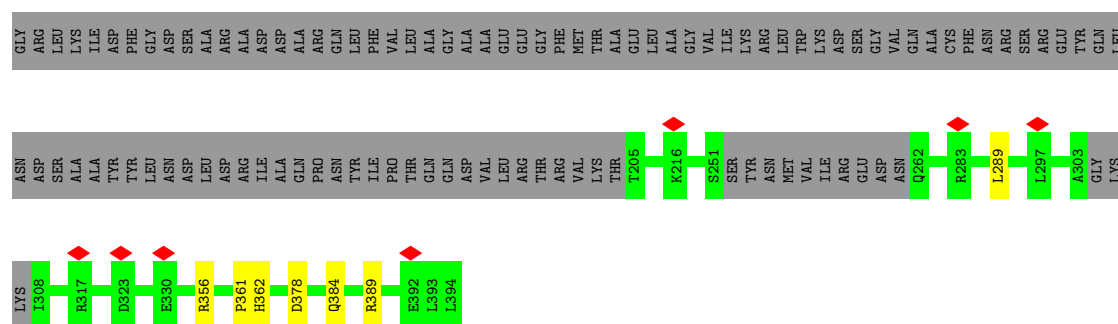 GLY ARG LEU LYS ILE ASP PHE GLY ASP SER ALA ARG ALA ASP ASP ALA ARG GLN LEU PHE VAL LEU ALA GLY ALA ALA GLU GLU GLY PHE MET THR ALA GLU LEU ALA GLY VAL ILE LYS ARG LEU TRP LYS ASP SER GLY VAL GLN ALA CYS PHE ASN ARG SER ARG GLU TYR GLN LEU
ASN ASP SER ALA ALA TYR TYR LEU ASN ASP LEU ASP ARG ILE ALA GLN PRO ASN TYR ILE PRO THR GLN GLN ASP VAL LEU ARG THR ARG VAL LYS THR T205 K216 S251 SER TYR ASN MET VAL ILE ARG GLU ASP ASN Q262 R283 L289 L297 A303 GLY LYS
LYS I308 R317 D323 E330 R356 P361 H362 D378 Q384 R389 E392 L393 L394